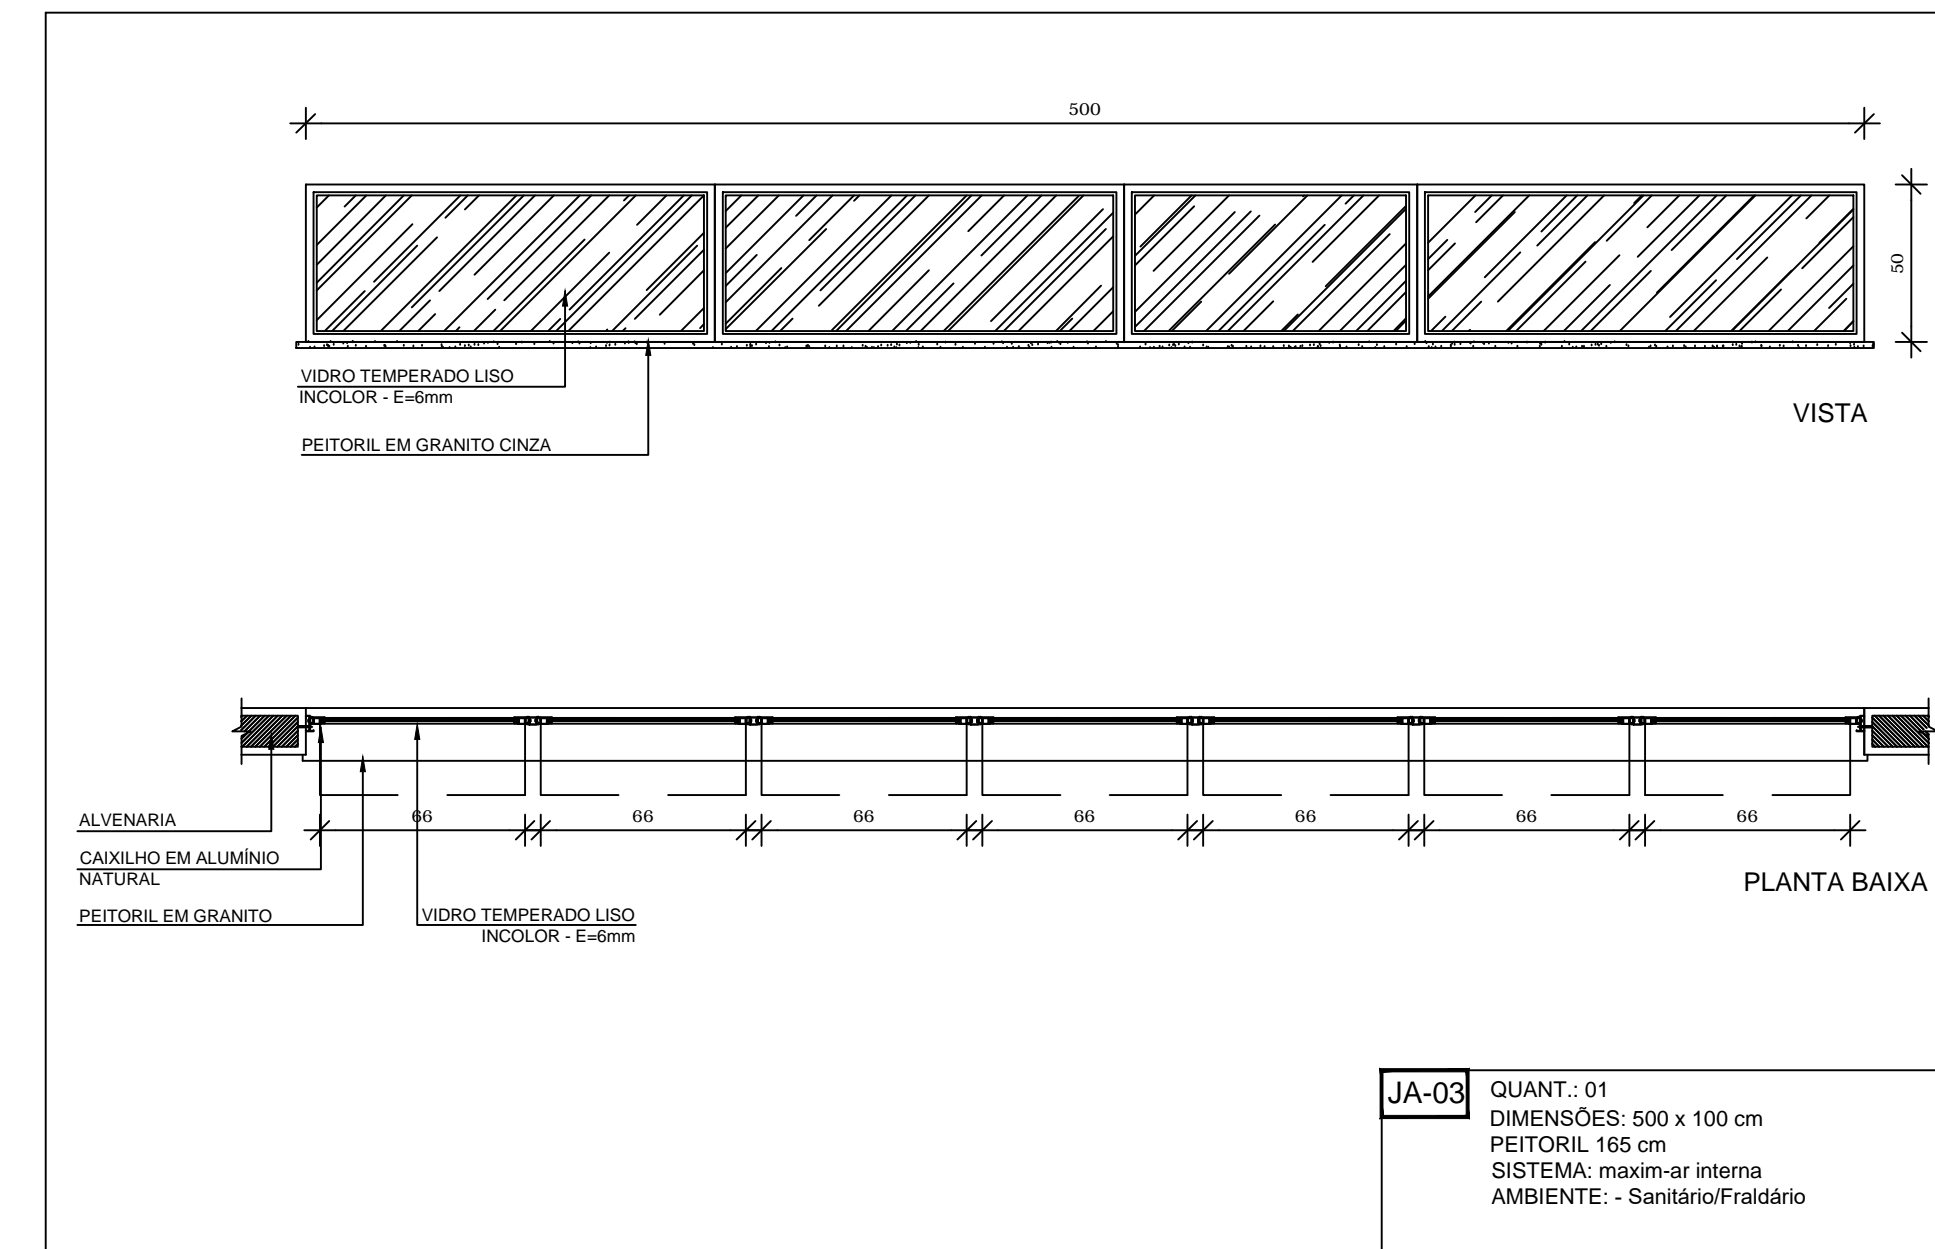 500
50
VIDRO TEMPERADO LISO
INCOLOR - E=6mm
PEITORIL EM GRANITO CINZA
VISTA
66
66
66
66
66
66
66
ALVENARIA
CAIXILHO EM ALUMÍNIO
NATURAL
PEITORIL EM GRANITO
VIDRO TEMPERADO LISO
INCOLOR - E=6mm
PLANTA BAIXA
JA-03
QUANT.: 01
DIMENSÕES: 500 x 100 cm
PEITORIL 165 cm
SISTEMA: maxim-ar interna
AMBIENTE: - Sanitário/Fraldário